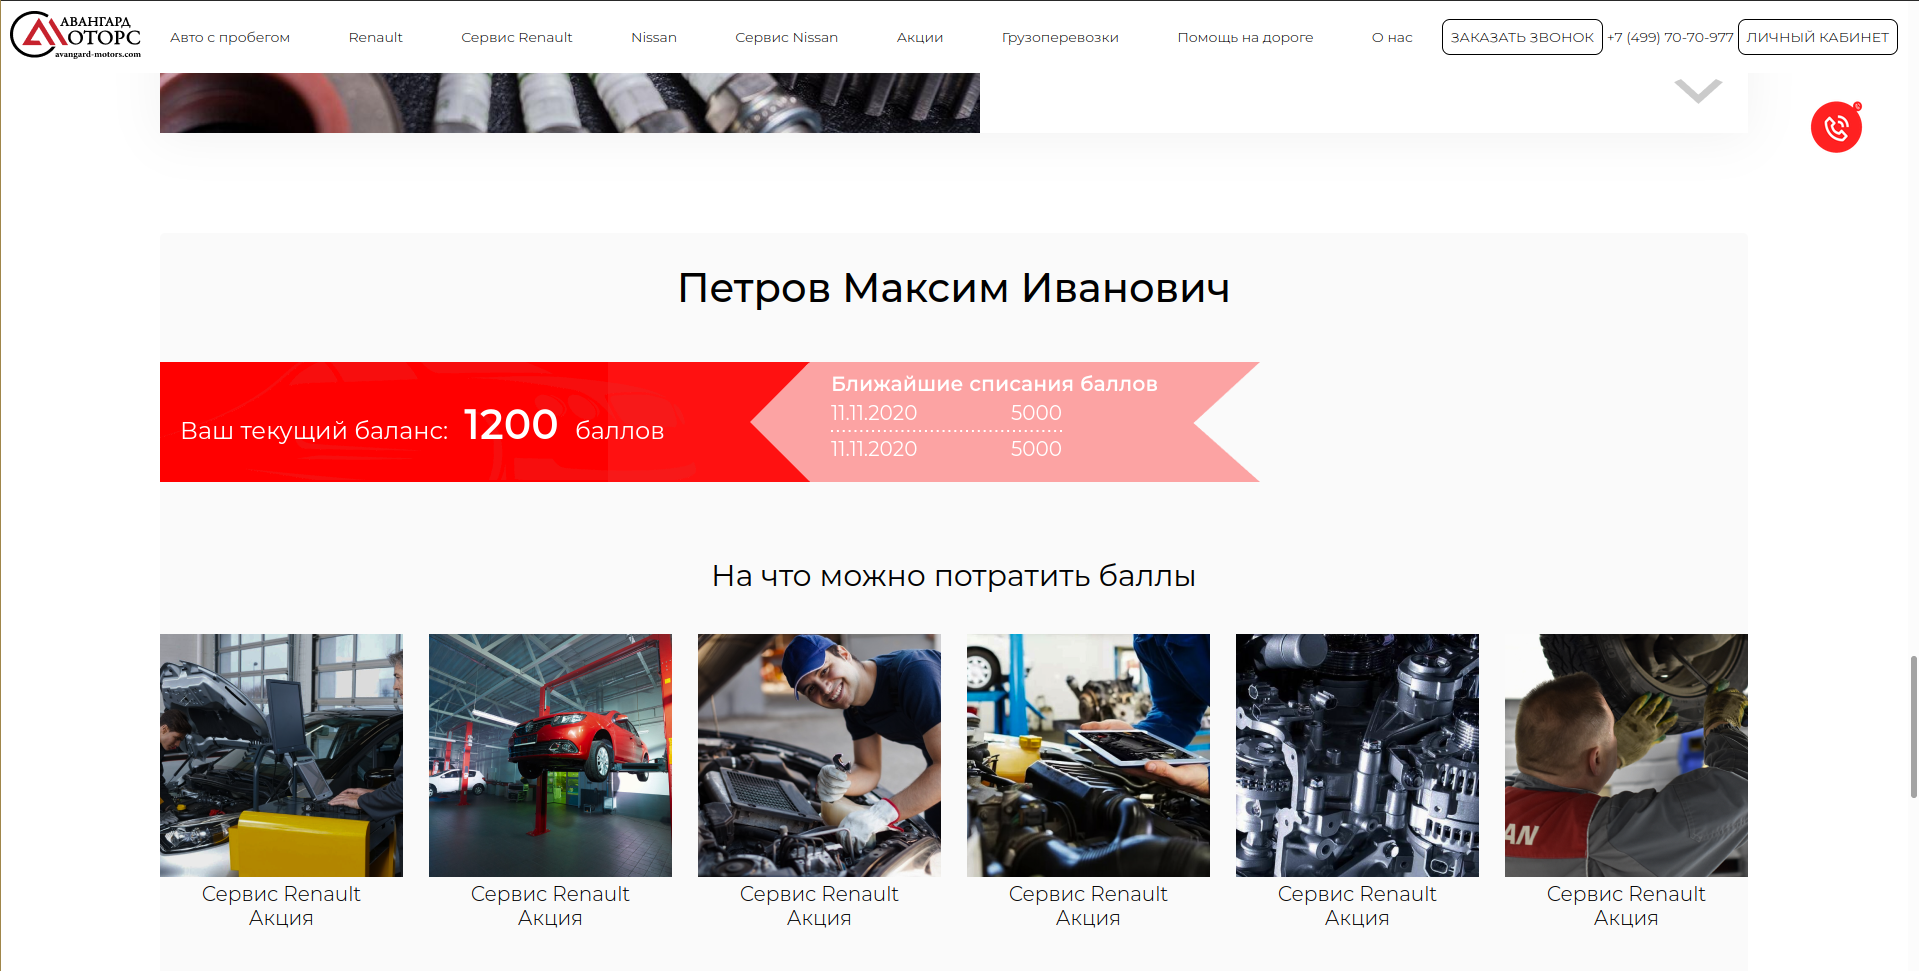 АВАНГАРД
МОТОРС
avangard-motors.com
Авто с пробегом
Renault
Сервис Renault
Nissan
Сервис Nissan
Акции
Грузоперевозки
Помощь на дороге
О нас
ЗАКАЗАТЬ ЗВОНОК
+7 (499) 70-70-977
ЛИЧНЫЙ КАБИНЕТ
Петров Максим Иванович
Ваш текущий баланс: 1200 баллов
Ближайшие списания баллов
11.11.2020 5000
11.11.2020 5000
На что можно потратить баллы
AN
Сервис Renault
Акция
Сервис Renault
Акция
Сервис Renault
Акция
Сервис Renault
Акция
Сервис Renault
Акция
Сервис Renault
Акция